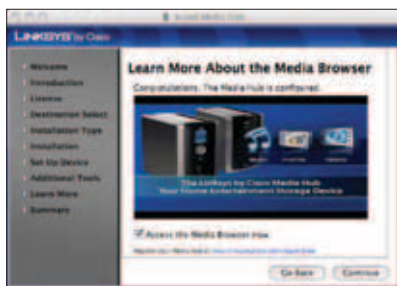 Install Media Hub
LINKSYS by Cisco
Welcome
Introduction
License
Destination Select
Installation Type
Installation
Set Up Device
Additional Tools
Learn More
Summary
Learn More About the Media Browser
Congratulations. The Media Hub is configured.
The Linksys by Cisco Media Hub
Your Home Entertainment Storage Device
Access the Media Browser now
Go Back
Continue